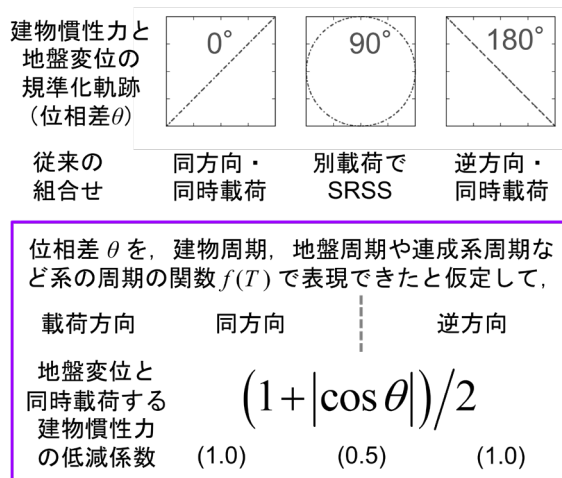 建物慣性力と
地盤変位の
規準化軌跡
（位相差θ）
0°
90°
180°
従来の
組合せ
同方向・
同時載荷
別載荷で
SRSS
逆方向・
同時載荷
位相差 θ を，建物周期，地盤周期や連成系周期な
ど系の周期の関数 f(T) で表現できたと仮定して，
載荷方向
同方向
逆方向
地盤変位と
同時載荷する
建物慣性力
の低減係数
(1+|cosθ|)/2
(1.0)
(0.5)
(1.0)